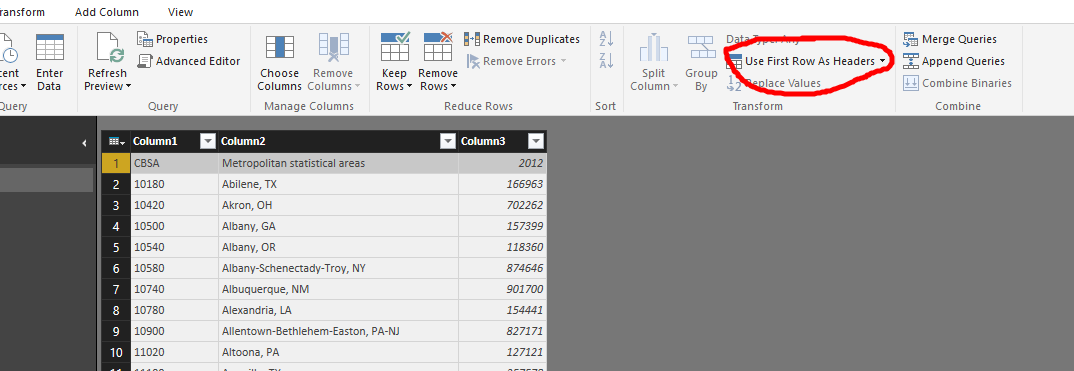 ransform Add Column View
Properties
Advanced Editor
Enter Data
Refresh Preview
Choose Columns
Remove Columns
Keep Rows
Remove Rows
Remove Duplicates
Remove Errors
A Z
Z A
Split Column
Group By
Data Type: Any
Use First Row As Headers
1 2 Replace Values
Merge Queries
Append Queries
Combine Binaries
cent
rces
Query
Query
Manage Columns
Reduce Rows
Sort
Transform
Combine
Column1 Column2 Column3
1 CBSA Metropolitan statistical areas 2012
2 10180 Abilene, TX 166963
3 10420 Akron, OH 702262
4 10500 Albany, GA 157399
5 10540 Albany, OR 118360
6 10580 Albany-Schenectady-Troy, NY 874646
7 10740 Albuquerque, NM 901700
8 10780 Alexandria, LA 154441
9 10900 Allentown-Bethlehem-Easton, PA-NJ 827171
10 11020 Altoona, PA 127121